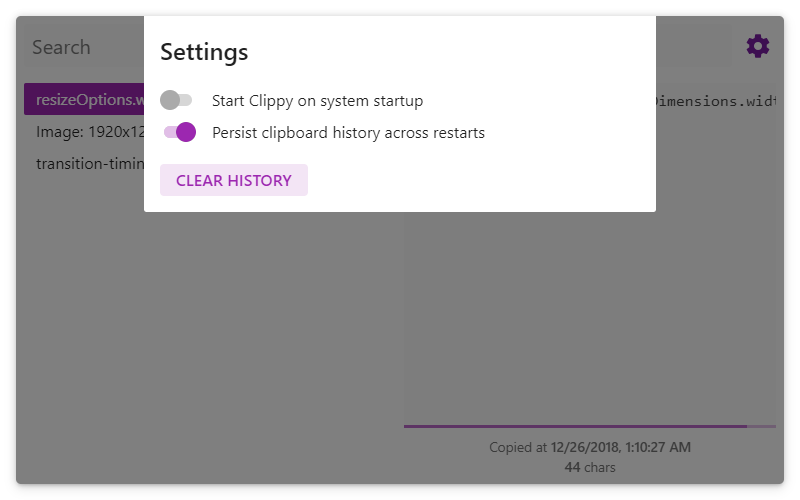 Search
Settings
Start Clippy on system startup
Persist clipboard history across restarts
CLEAR HISTORY
resizeOptions.w
Image: 1920x12
transition-timin
Dimensions.widt
Copied at 12/26/2018, 1:10:27 AM
44 chars